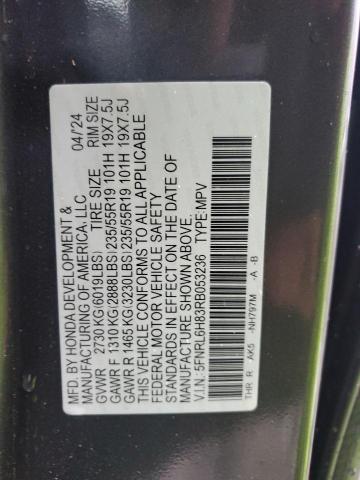 MFD. BY HONDA DEVELOPMENT & 04/'24
MANUFACTURING OF AMERICA, LLC. RIM SIZE
GVWR 2730 KG(6019LBS) TIRE SIZE
GAWR F 1310 KG(2888LBS)235/55R19 101H 19X7.5J
GAWR R 1465 KG(3230LBS)235/55R19 101H 19X7.5J
THIS VEHICLE CONFORMS TO ALL APPLICABLE
FEDERAL MOTOR VEHICLE SAFETY
STANDARDS IN EFFECT ON THE DATE OF
MANUFACTURE SHOWN ABOVE.
V.I.N.: 5FNRL6H83RB053236 TYPE:MPV
THR R AK5 -NH797M -A -B